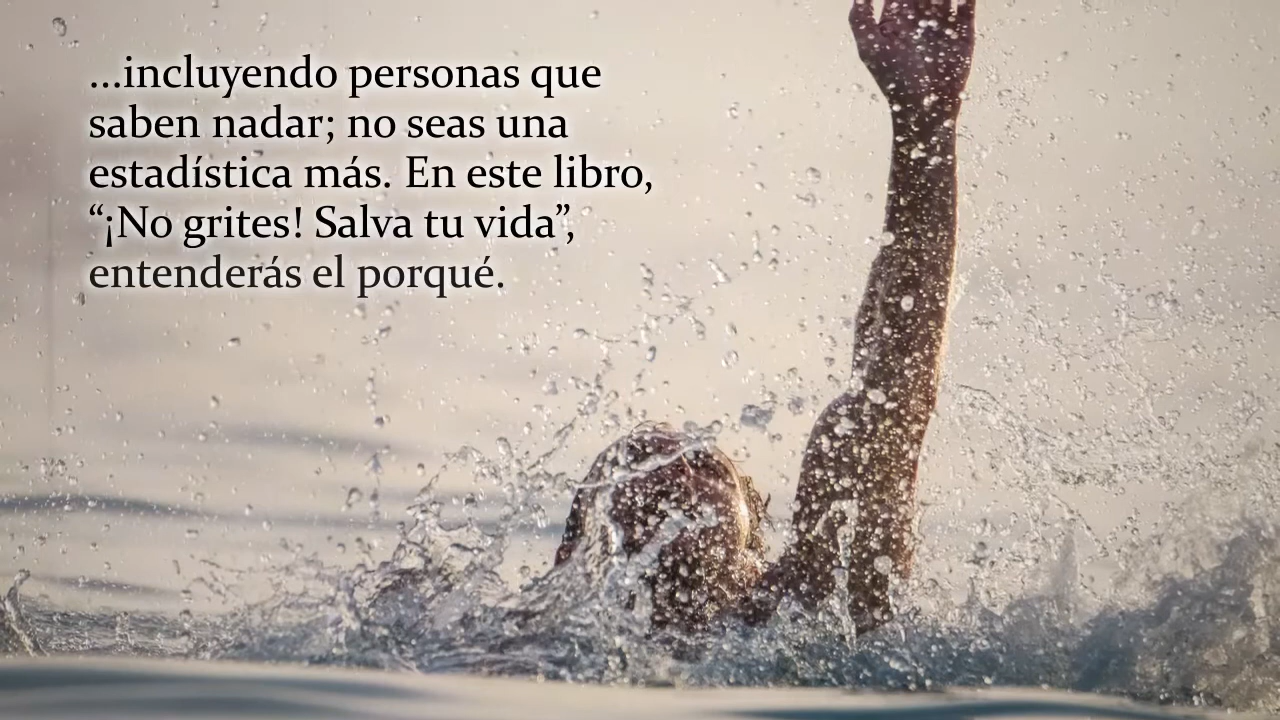 ...incluyendo personas que
saben nadar; no seas una
estadística más. En este libro,
“¡No grites! Salva tu vida”,
entenderás el porqué.